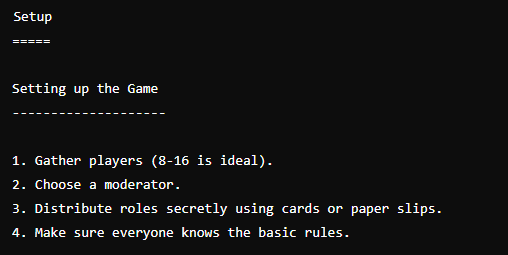 Setup
=====
Setting up the Game
--------------------
1. Gather players (8-16 is ideal).
2. Choose a moderator.
3. Distribute roles secretly using cards or paper slips.
4. Make sure everyone knows the basic rules.